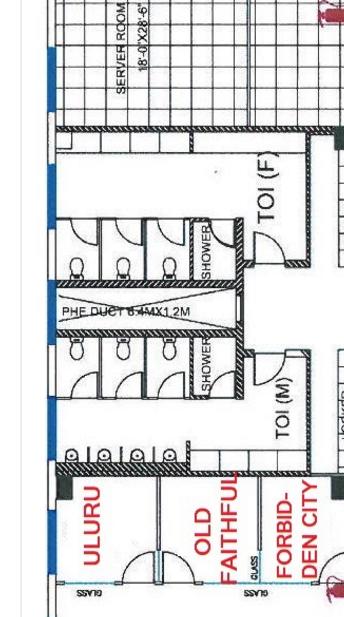 SERVER ROOM
18'-0"X28'-6"
TOI (F)
SHOWER
PHE DUCT 6.4MX1.2M
SHOWER
TOI (M)
ULURU
OLD
FAITHFUL
FORBID-
DEN CITY
GLASS
GLASS
GLASS